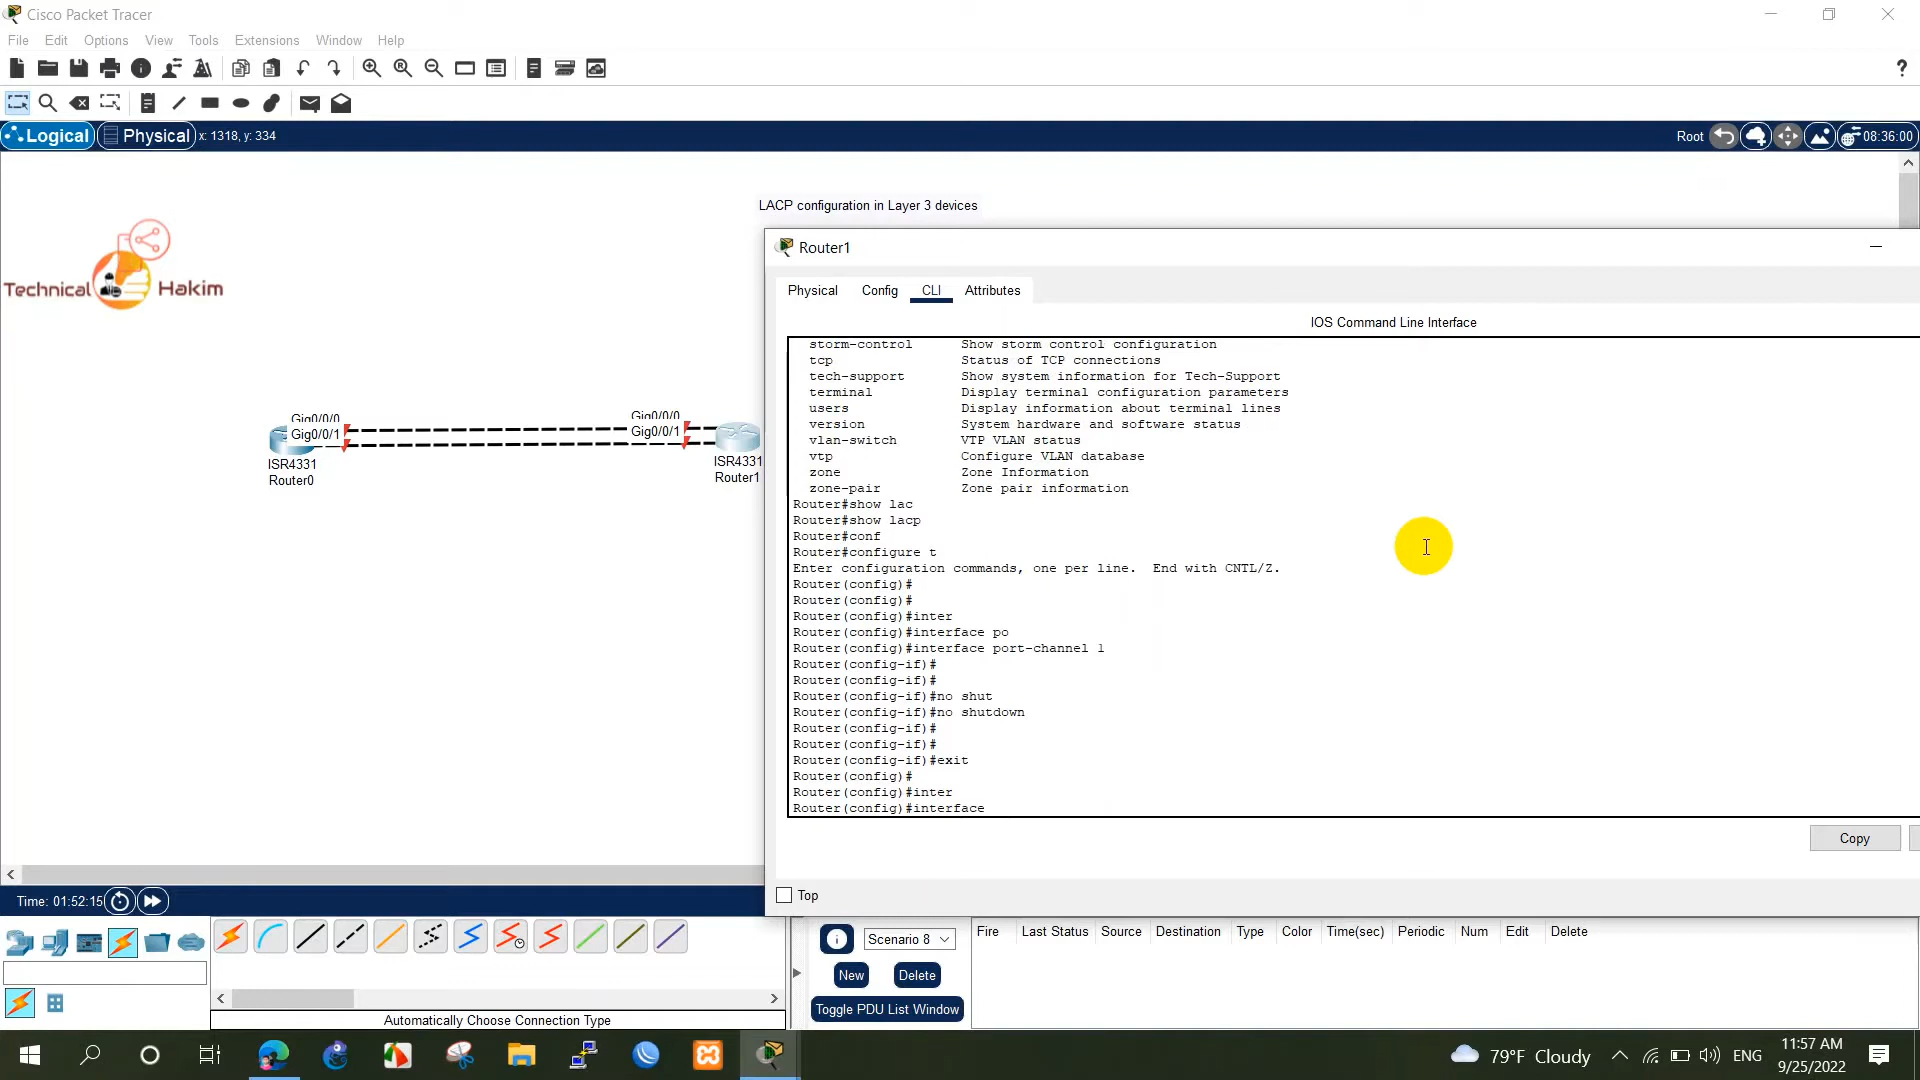 Cisco Packet Tracer
File Edit Options View Tools Extensions Window Help
?
Logical Physical x: 1318, y: 334 Root 08:36:00
LACP configuration in Layer 3 devices
Technical Hakim
Gig0/0/0 Gig0/0/0
Gig0/0/1 Gig0/0/1
ISR4331 ISR4331
Router0 Router1
Router1
Physical Config CLI Attributes
IOS Command Line Interface
storm-control Show storm control configuration
tcp Status of TCP connections
tech-support Show system information for Tech-Support
terminal Display terminal configuration parameters
users Display information about terminal lines
version System hardware and software status
vlan-switch VTP VLAN status
vtp Configure VLAN database
zone Zone Information
zone-pair Zone pair information
Router#show lac
Router#show lacp
Router#conf
Router#configure t
Enter configuration commands, one per line. End with CNTL/Z.
Router(config)#
Router(config)#
Router(config)#inter
Router(config)#interface po
Router(config)#interface port-channel 1
Router(config-if)#
Router(config-if)#
Router(config-if)#no shut
Router(config-if)#no shutdown
Router(config-if)#
Router(config-if)#
Router(config-if)#exit
Router(config)#
Router(config)#inter
Router(config)#interface
Copy
Top
Time: 01:52:15
Scenario 8
New Delete
Toggle PDU List Window
Fire Last Status Source Destination Type Color Time(sec) Periodic Num Edit Delete
Automatically Choose Connection Type
79°F Cloudy ENG 11:57 AM
9/25/2022